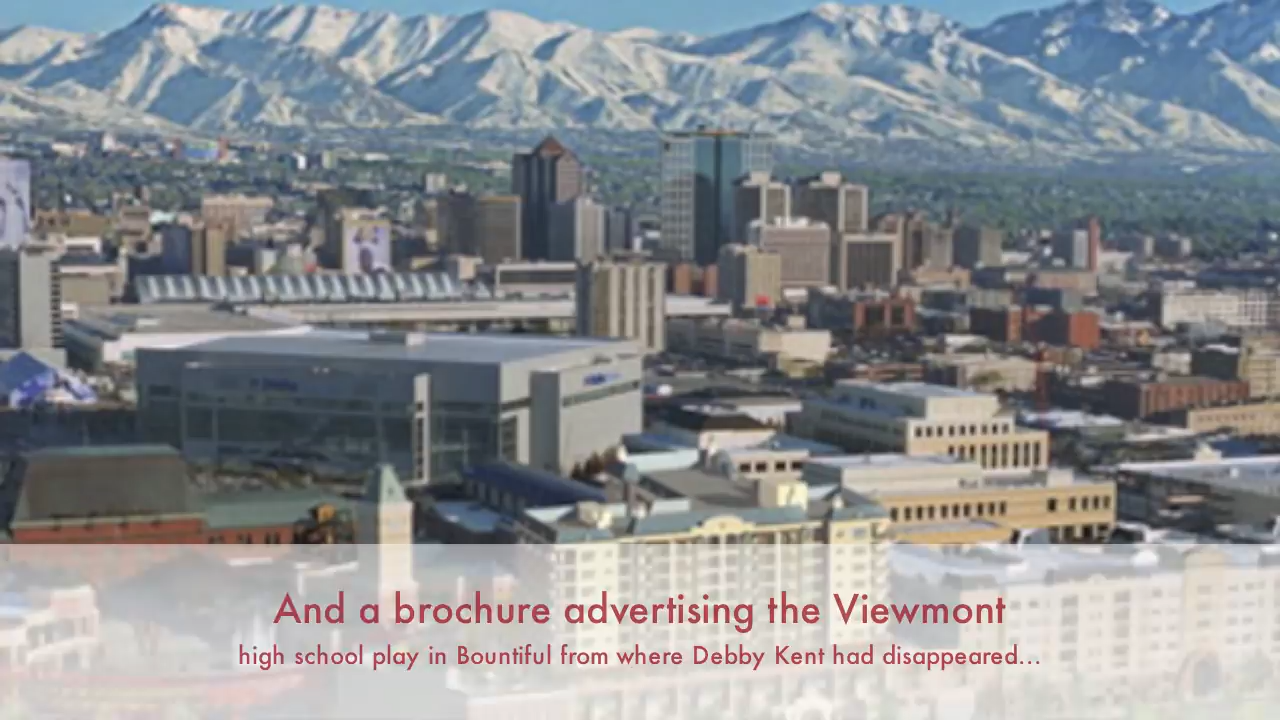 And a brochure advertising the Viewmont
high school play in Bountiful from where Debby Kent had disappeared...